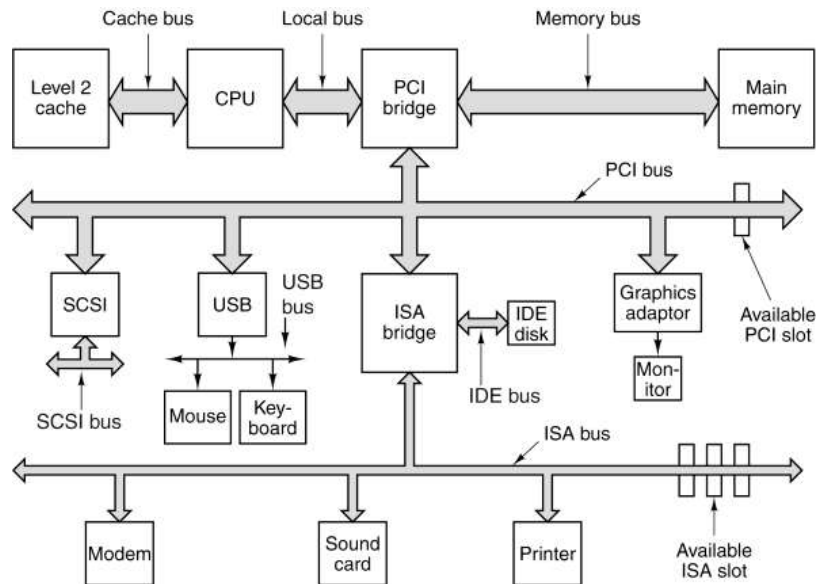 Cache bus
Local bus
Memory bus
Level 2
cache
CPU
PCI
bridge
Main
memory
PCI bus
SCSI
USB
USB
bus
ISA
bridge
IDE
disk
Graphics
adaptor
Available
PCI slot
Mouse
Key-
board
IDE bus
Mon-
itor
SCSI bus
ISA bus
Modem
Sound
card
Printer
Available
ISA slot